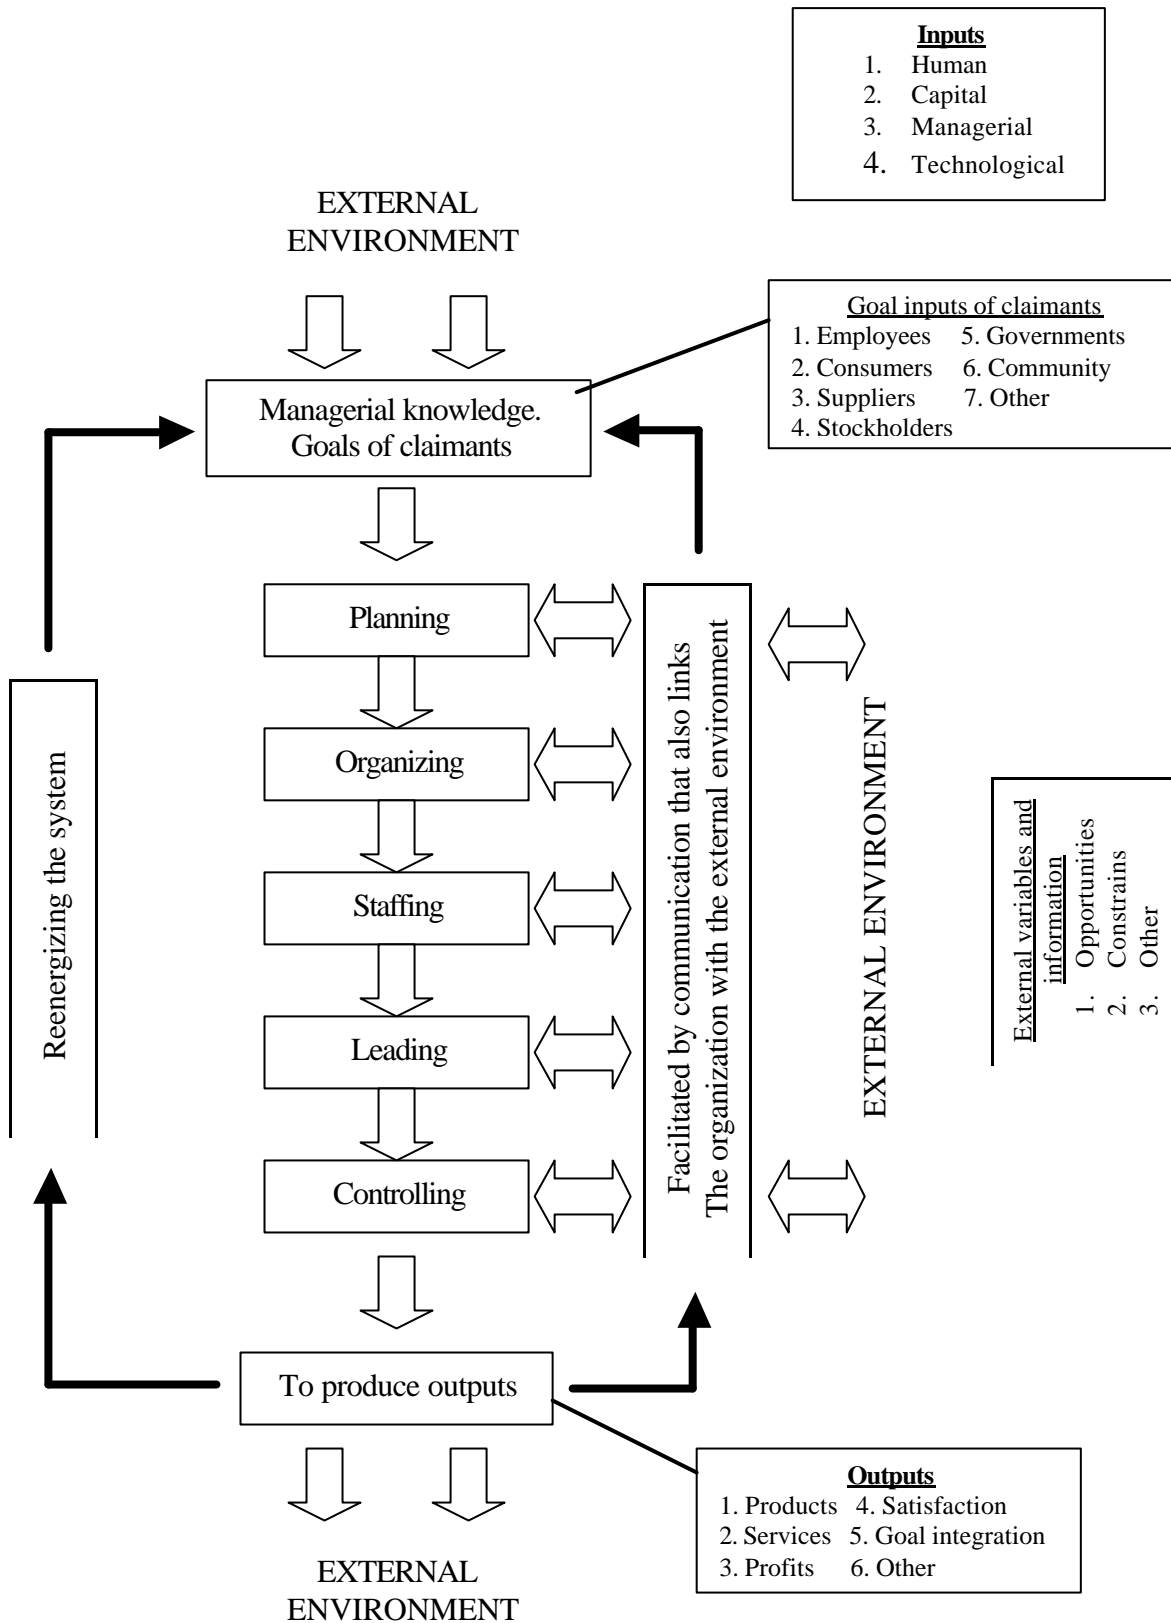 Inputs
1. Human
2. Capital
3. Managerial
4. Technological
EXTERNAL
ENVIRONMENT
Goal inputs of claimants
1. Employees 5. Governments
2. Consumers 6. Community
3. Suppliers 7. Other
4. Stockholders
Managerial knowledge.
Goals of claimants
Planning
Organizing
Staffing
Leading
Controlling
Reenergizing the system
Facilitated by communication that also links
The organization with the external environment
EXTERNAL ENVIRONMENT
External variables and
information
1. Opportunities
2. Constrains
3. Other
To produce outputs
Outputs
1. Products 4. Satisfaction
2. Services 5. Goal integration
3. Profits 6. Other
EXTERNAL
ENVIRONMENT